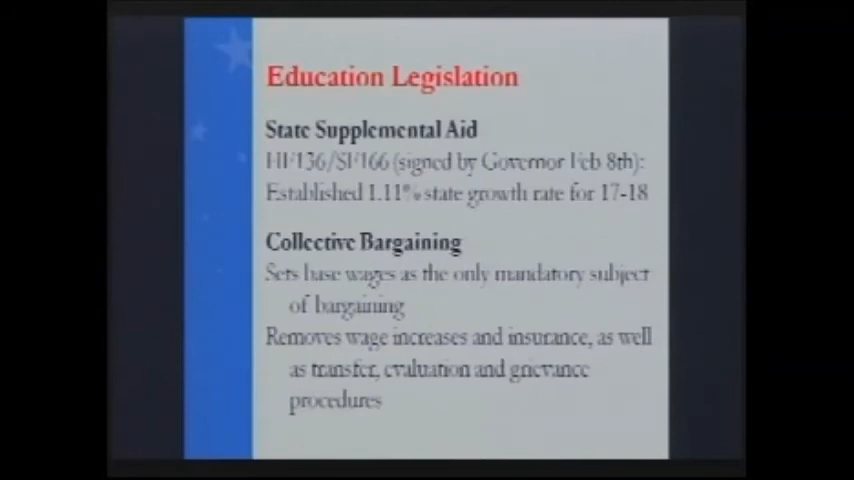 Education Legislation
State Supplemental Aid
HF136/SF166 (signed by Governor Feb 8th):
Established 1.11% state growth rate for 17-18
Collective Bargaining
Sets base wages as the only mandatory subject
of bargaining
Removes wage increases and insurance, as well
as transfer, evaluation and grievance
procedures